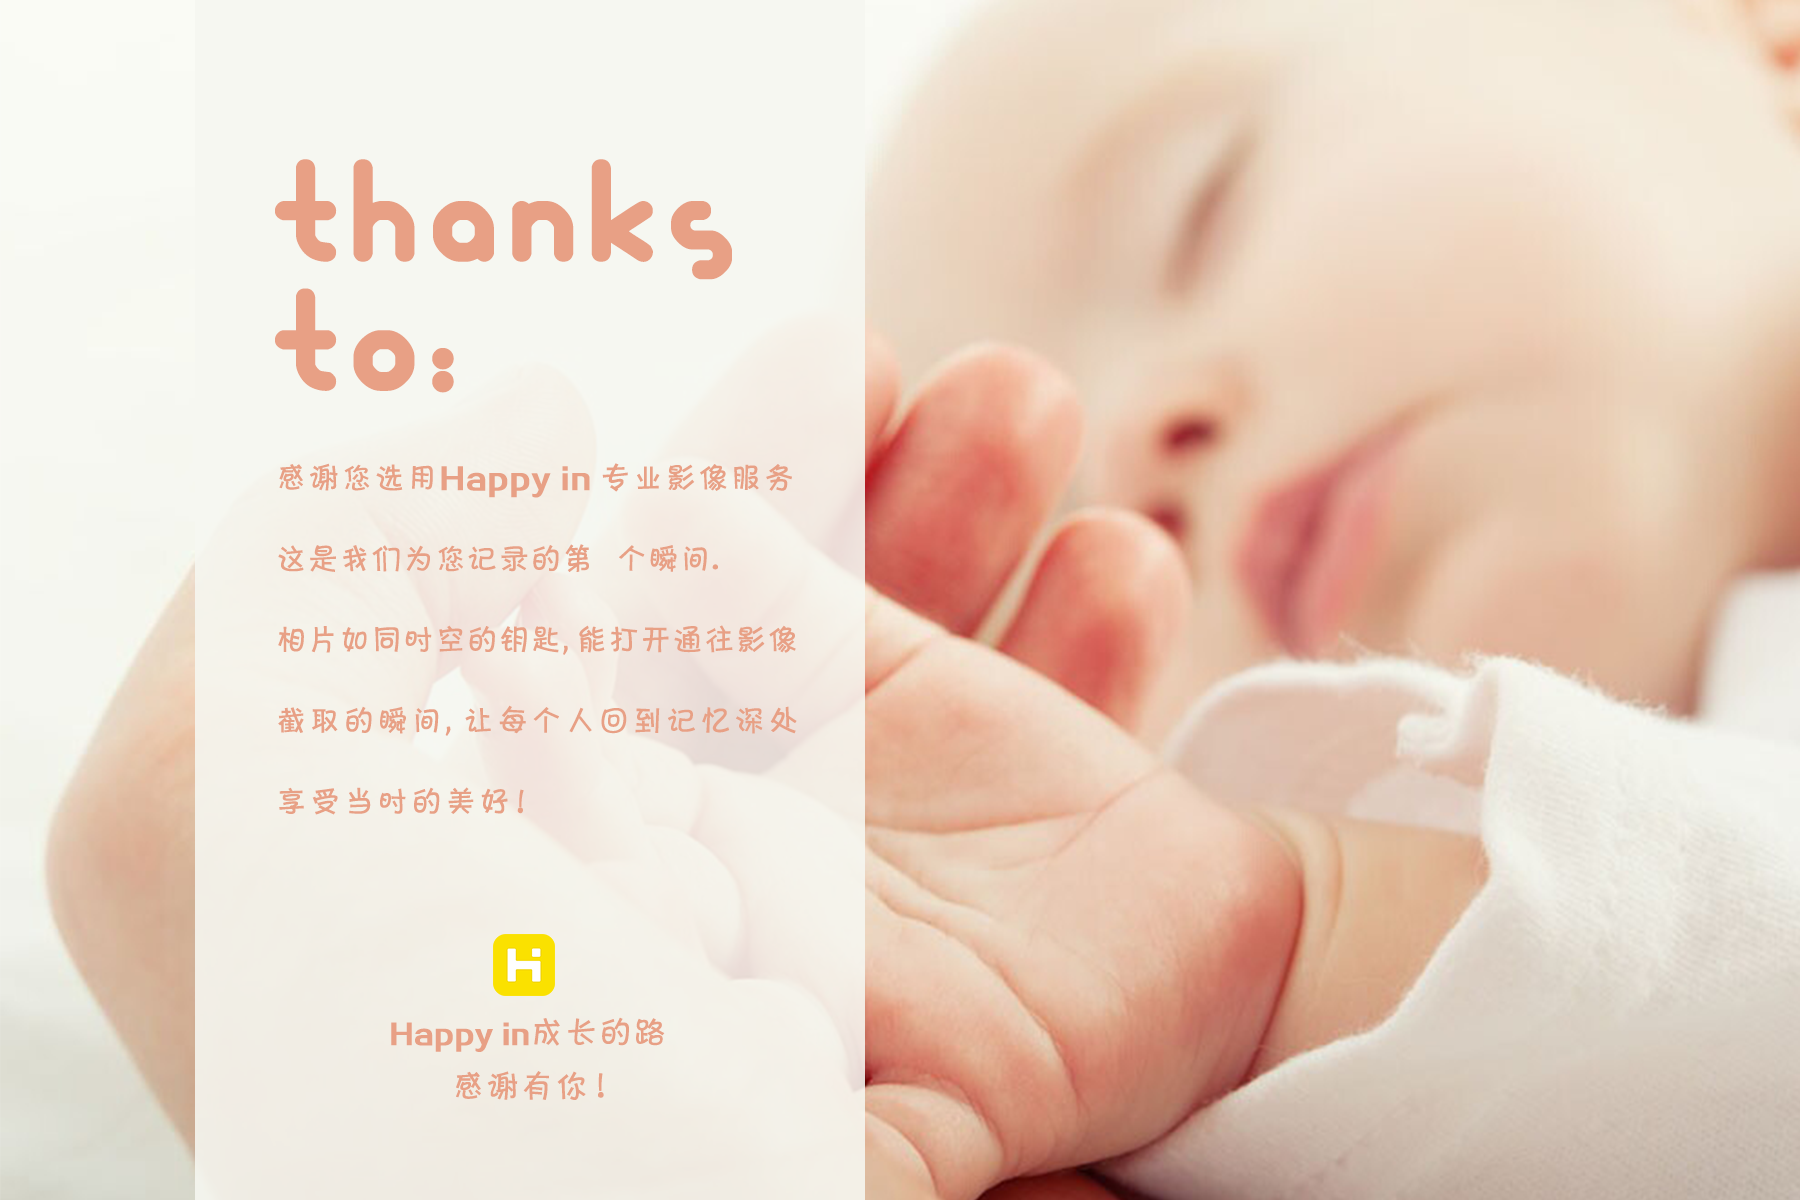 thanks
to:
感谢您选用Happy in 专业影像服务
这是我们为您记录的第 个瞬间.
相片如同时空的钥匙,能打开通往影像
截取的瞬间,让每个人回到记忆深处
享受当时的美好!
Hi
Happy in成长的路
感谢有你!